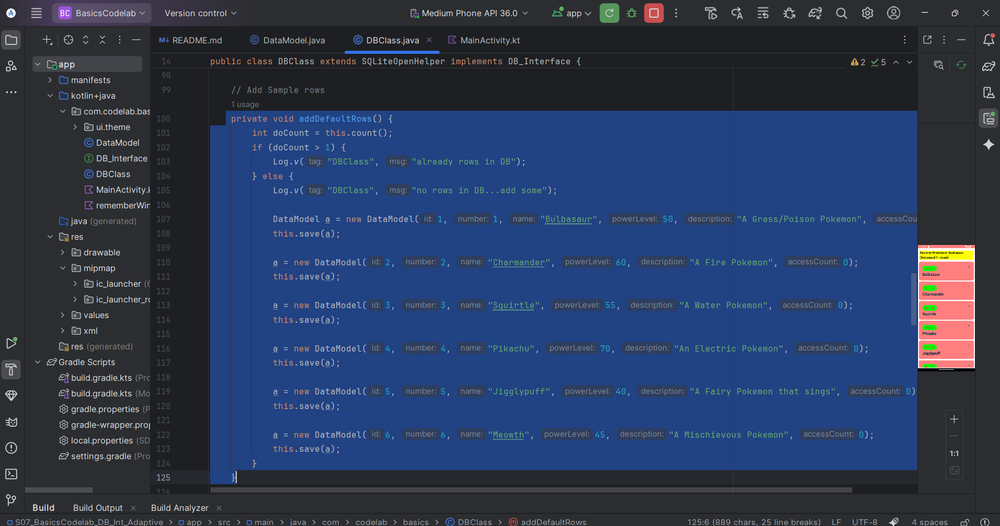 BC BasicsCodelab Version control Medium Phone API 36.0 app
README.md DataModel.java DBClass.java MainActivity.kt
14 public class DBClass extends SQLiteOpenHelper implements DB_Interface { 2 5
98
99 // Add Sample rows
1 usage
100 private void addDefaultRows() {
101 int doCount = this.count();
102 if (doCount > 1) {
103 Log.v( tag: "DBClass", msg: "already rows in DB");
104 } else {
105 Log.v( tag: "DBClass", msg: "no rows in DB...add some");
106
107 DataModel a = new DataModel( id: 1, number: 1, name: "Bulbasaur", powerLevel: 50, description: "A Grass/Poison Pokemon", accessCou
108 this.save(a);
109
110 a = new DataModel( id: 2, number: 2, name: "Charmander", powerLevel: 60, description: "A Fire Pokemon", accessCount: 0);
111 this.save(a);
112
113 a = new DataModel( id: 3, number: 3, name: "Squirtle", powerLevel: 55, description: "A Water Pokemon", accessCount: 0);
114 this.save(a);
115
116 a = new DataModel( id: 4, number: 4, name: "Pikachu", powerLevel: 70, description: "An Electric Pokemon", accessCount: 0);
117 this.save(a);
118
119 a = new DataModel( id: 5, number: 5, name: "Jigglypuff", powerLevel: 40, description: "A Fairy Pokemon that sings", accessCount: 0)
120 this.save(a);
121
122 a = new DataModel( id: 6, number: 6, name: "Meowth", powerLevel: 45, description: "A Mischievous Pokemon", accessCount: 0);
123 this.save(a);
124 }
125 }
126
app
manifests
kotlin+java
com.codelab.bas
ui.theme
DataModel
DB_Interface
DBClass
MainActivity.k
rememberWin
java (generated)
res
drawable
mipmap
ic_launcher (6
ic_launcher_ro
values
xml
res (generated)
Gradle Scripts
build.gradle.kts (Pro
build.gradle.kts (Mo
gradle.properties (P
gradle-wrapper.prop
local.properties (SD
settings.gradle (Pro
Favorite Pokémon: Bulbasaur
(Accessed 1 times)
Bulbasaur
Charmander
Squirtle
Pikachu
Jigglypuff
1:1
Build Build Output Build Analyzer
S07_BasicsCodelab_DB_Int_Adaptive > app > src > main > java > com > codelab > basics > DBClass > addDefaultRows 125:6 (889 chars, 25 line breaks) LF UTF-8 4 spaces